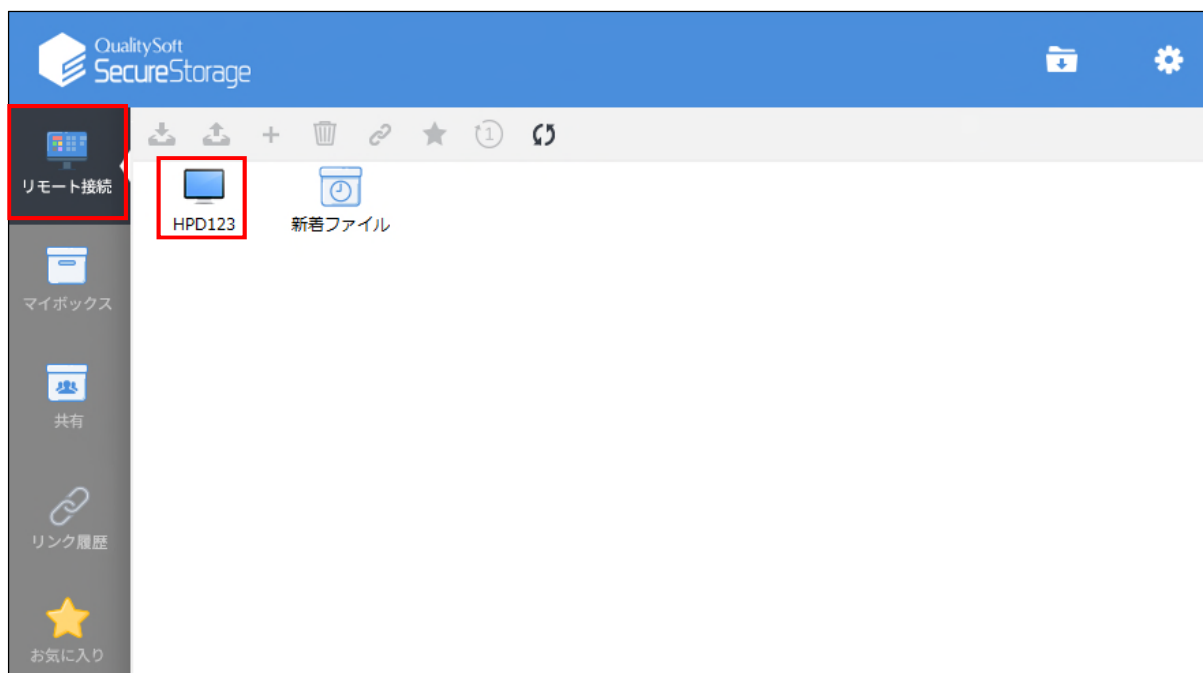 QualitySoft
SecureStorage
リモート接続
1
HPD123
新着ファイル
マイボックス
共有
リンク履歴
お気に入り